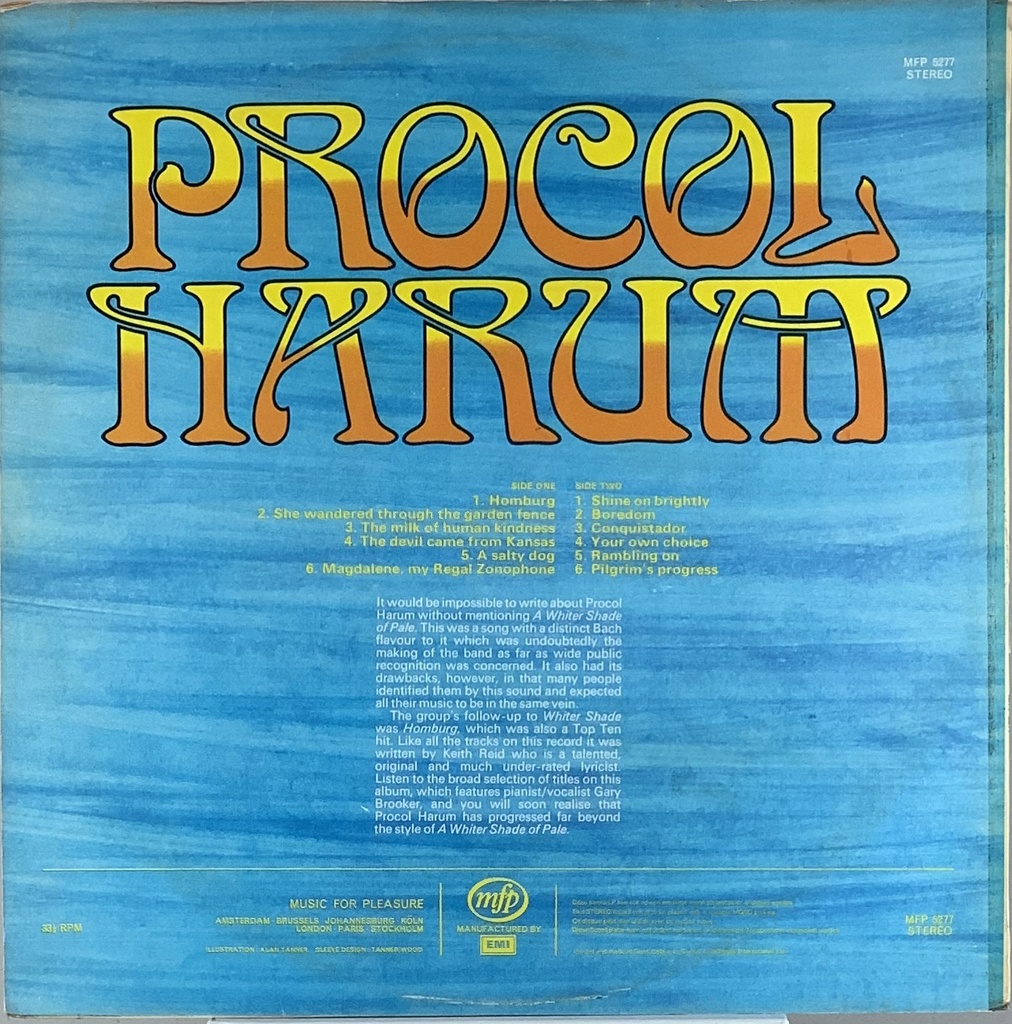 MFP 5277
STEREO
PROCOL
HARUM
SIDE ONE
1. Homburg
2. She wandered through the garden fence
3. The milk of human kindness
4. The devil came from Kansas
5. A salty dog
6. Magdalene, my Regal Zonophone
SIDE TWO
1. Shine on brightly
2. Boredom
3. Conquistador
4. Your own choice
5. Rambling on
6. Pilgrim's progress
It would be impossible to write about Procol
Harum without mentioning A Whiter Shade
of Pale. This was a song with a distinct Bach
flavour to it which was undoubtedly the
making of the band as far as wide public
recognition was concerned. It also had its
drawbacks, however, in that many people
identified them by this sound and expected
all their music to be in the same vein.
The group's follow-up to Whiter Shade
was Homburg, which was also a Top Ten
hit. Like all the tracks on this record it was
written by Keith Reid who is a talented,
original and much under-rated lyricist.
Listen to the broad selection of titles on this
album, which features pianist/vocalist Gary
Brooker, and you will soon realise that
Procol Harum has progressed far beyond
the style of A Whiter Shade of Pale.
33⅓ RPM
MUSIC FOR PLEASURE
AMSTERDAM · BRUSSELS · JOHANNESBURG · KÖLN
LONDON · PARIS · STOCKHOLM
ILLUSTRATION: ALAN TANNER SLEEVE DESIGN: TANNER/WOOD
mfp
MANUFACTURED BY
EMI
MFP 5277
STEREO